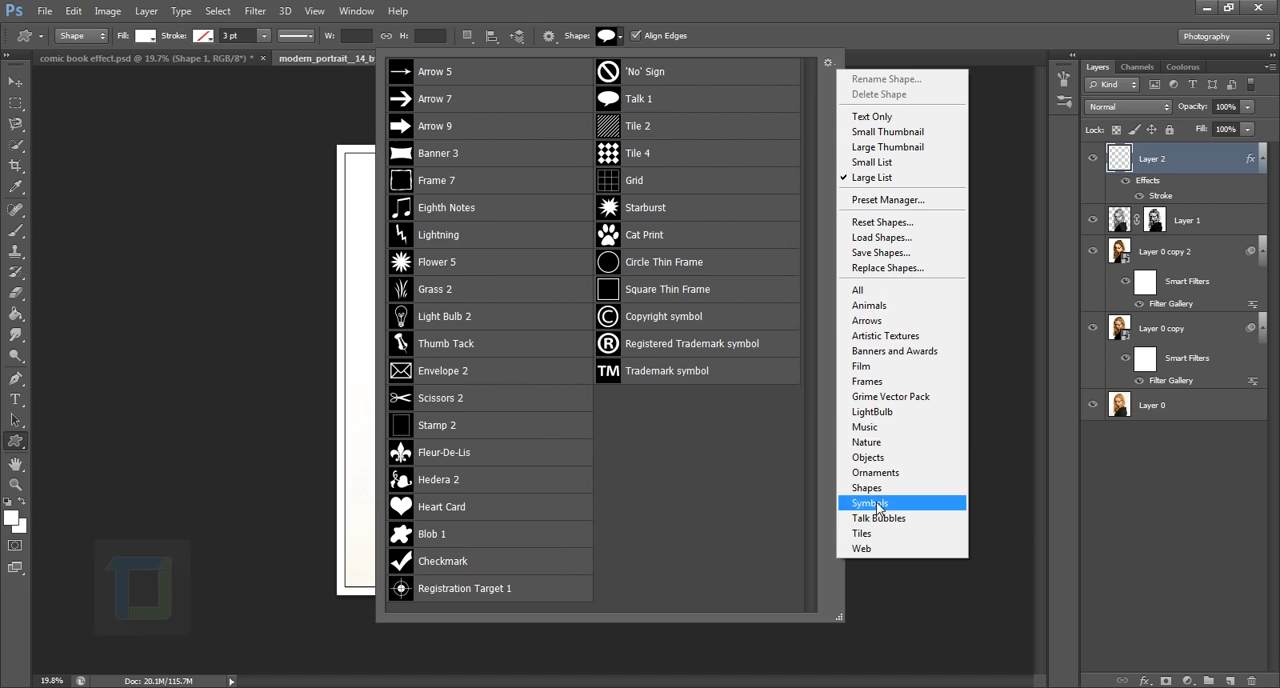 Ps File Edit Image Layer Type Select Filter 3D View Window Help
Shape Fill: Stroke: 3 pt W: H: Shape: Align Edges Photography
comic book effect.psd @ 19.7% (Shape 1, RGB/8*) * × modern_portrait__14_by
Arrow 5
Arrow 7
Arrow 9
Banner 3
Frame 7
Eighth Notes
Lightning
Flower 5
Grass 2
Light Bulb 2
Thumb Tack
Envelope 2
Scissors 2
Stamp 2
Fleur-De-Lis
Hedera 2
Heart Card
Blob 1
Checkmark
Registration Target 1
'No' Sign
Talk 1
Tile 2
Tile 4
Grid
Starburst
Cat Print
Circle Thin Frame
Square Thin Frame
© Copyright symbol
® Registered Trademark symbol
TM Trademark symbol
Rename Shape...
Delete Shape
Text Only
Small Thumbnail
Large Thumbnail
Small List
✓ Large List
Preset Manager...
Reset Shapes...
Load Shapes...
Save Shapes...
Replace Shapes...
All
Animals
Arrows
Artistic Textures
Banners and Awards
Film
Frames
Grime Vector Pack
LightBulb
Music
Nature
Objects
Ornaments
Shapes
Symbols
Talk Bubbles
Tiles
Web
Layers Channels Coolorus
Kind
Normal Opacity: 100%
Lock: Fill: 100%
Layer 2 fx
Effects
Stroke
Layer 1
Layer 0 copy 2
Smart Filters
Filter Gallery
Layer 0 copy
Smart Filters
Filter Gallery
Layer 0
19.8% Doc: 20.1M/115.7M